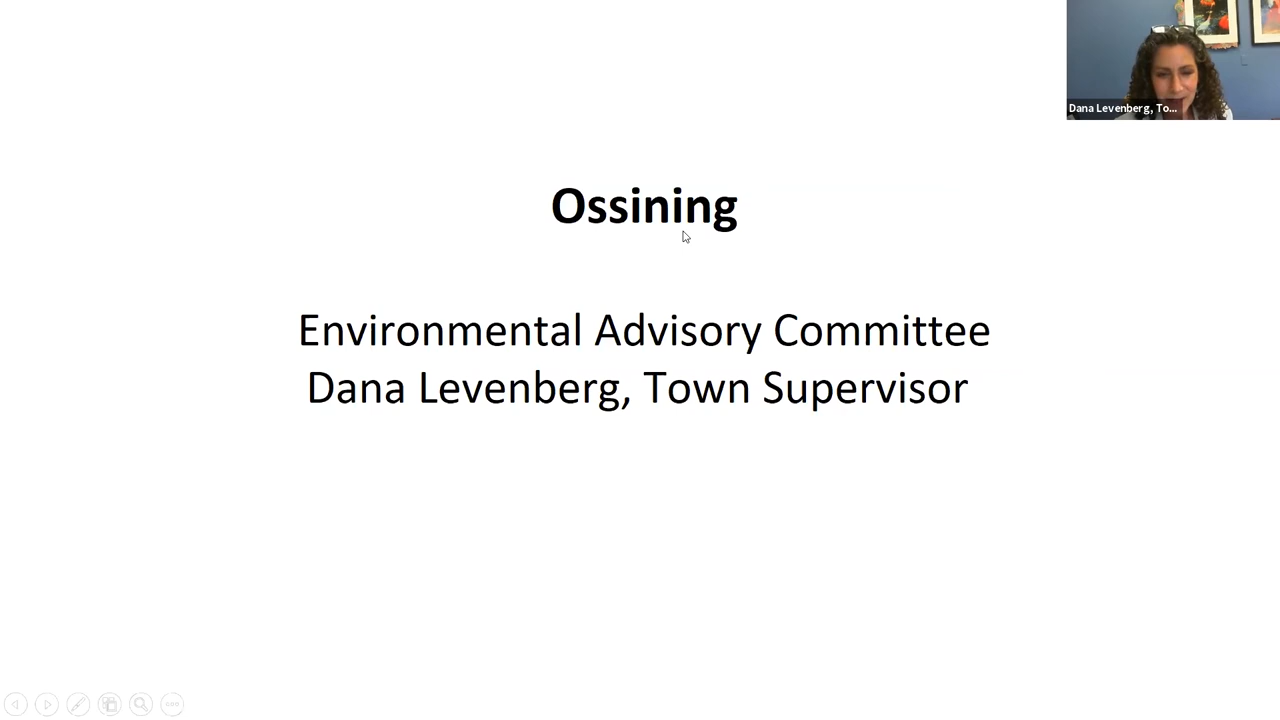 Dana Levenberg, To...
Ossining
Environmental Advisory Committee
Dana Levenberg, Town Supervisor